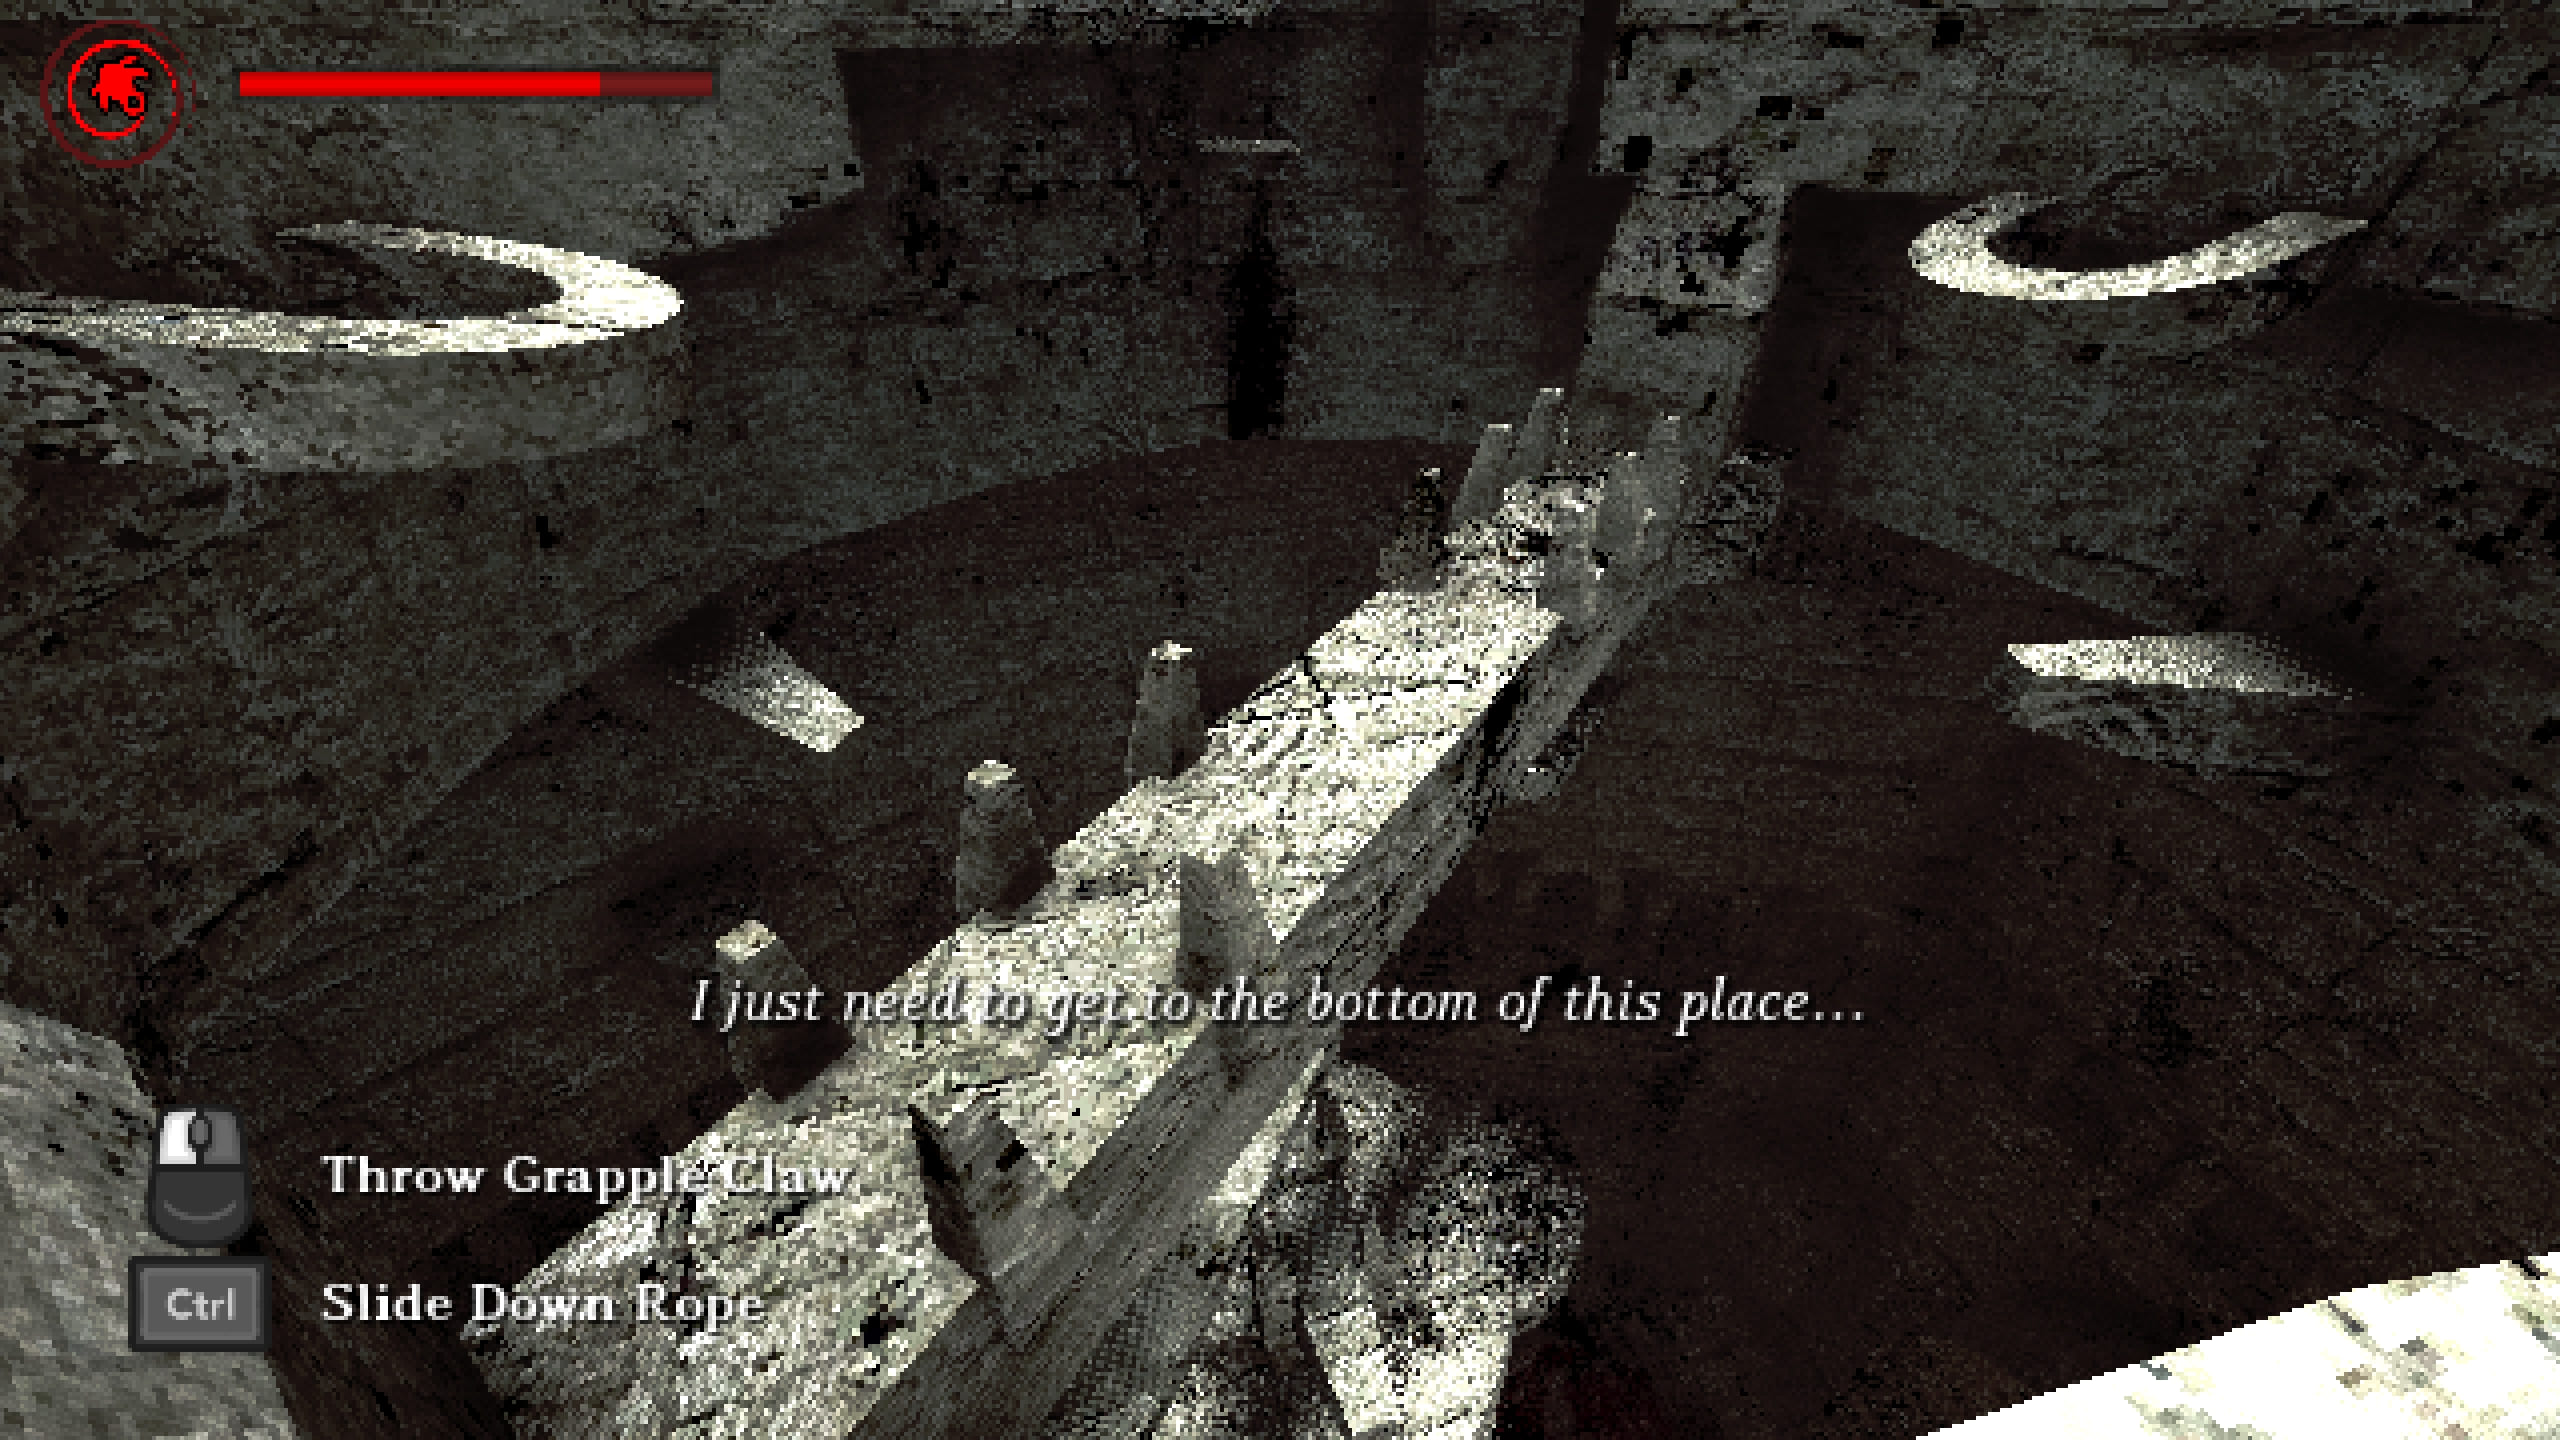 I just need to get to the bottom of this place...
Throw Grapple Claw
Ctrl Slide Down Rope